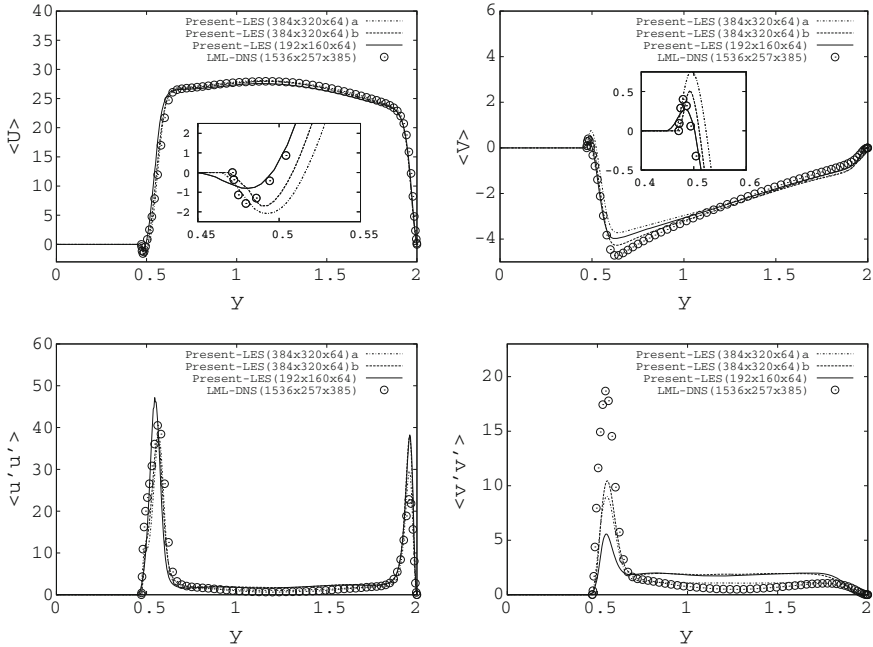 Present-LES(384x320x64)a
Present-LES(384x320x64)b
Present-LES(192x160x64)
LML-DNS(1536x257x385)
<U>
40
35
30
25
20
15
10
5
0
2
1
0
-1
-2
0.45
0.5
0.55
0
0.5
1
1.5
2
y
Present-LES(384x320x64)a
Present-LES(384x320x64)b
Present-LES(192x160x64)
LML-DNS(1536x257x385)
<V>
6
4
2
0
-2
-4
0.5
0
-0.5
0.4
0.5
0.6
0
0.5
1
1.5
2
y
Present-LES(384x320x64)a
Present-LES(384x320x64)b
Present-LES(192x160x64)
LML-DNS(1536x257x385)
<u'u'>
60
50
40
30
20
10
0
0
0.5
1
1.5
2
y
Present-LES(384x320x64)a
Present-LES(384x320x64)b
Present-LES(192x160x64)
LML-DNS(1536x257x385)
<v'v'>
20
15
10
5
0
0
0.5
1
1.5
2
y